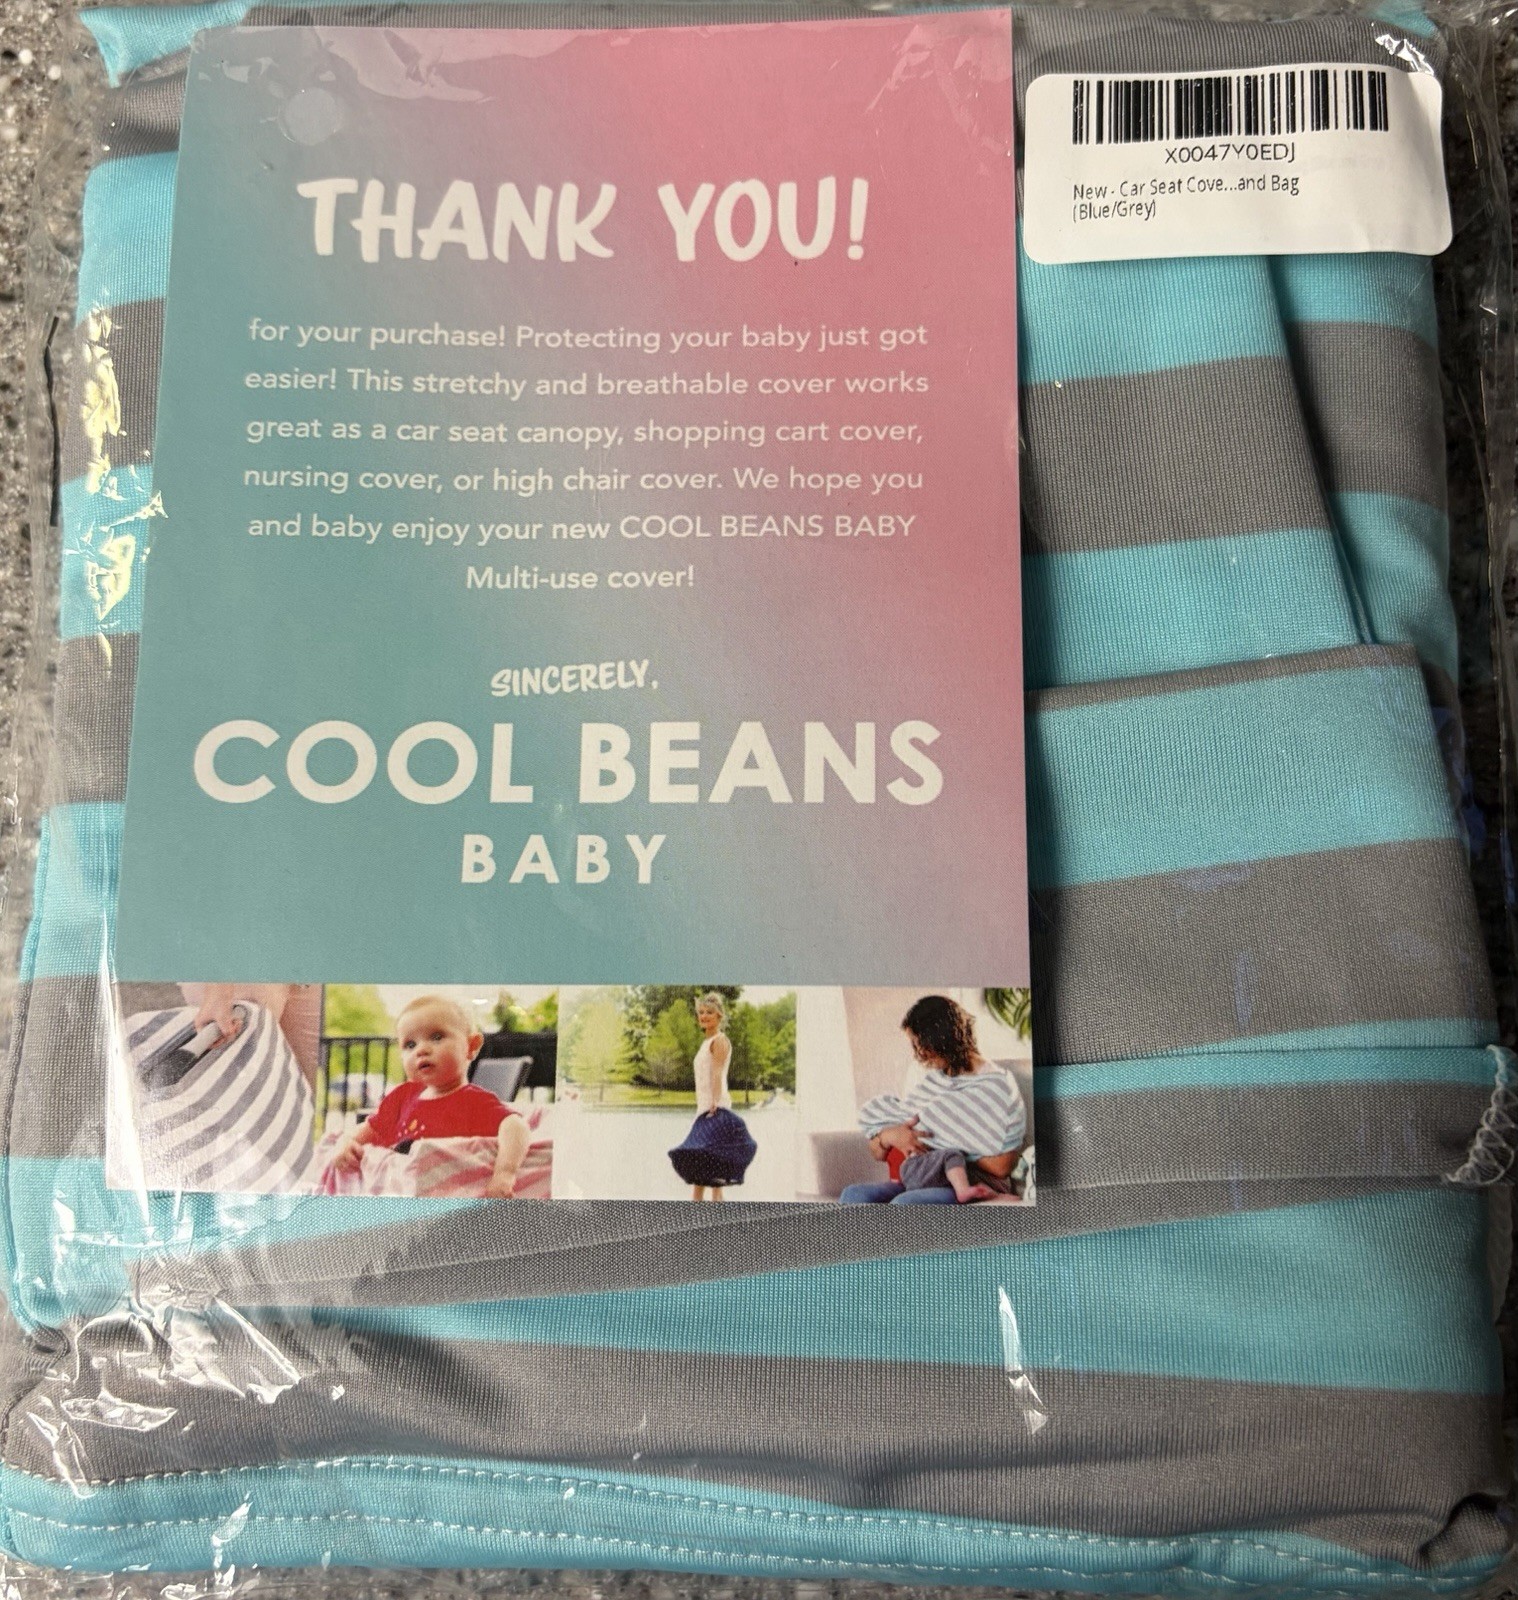 X0047Y0EDJ
New - Car Seat Cove...and Bag
(Blue/Grey)
THANK YOU!
for your purchase! Protecting your baby just got
easier! This stretchy and breathable cover works
great as a car seat canopy, shopping cart cover,
nursing cover, or high chair cover. We hope you
and baby enjoy your new COOL BEANS BABY
Multi-use cover!
SINCERELY,
COOL BEANS
BABY